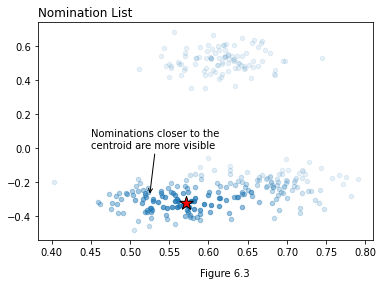 Nomination List
0.6
0.4
0.2
0.0
−0.2
−0.4
Nominations closer to the
centroid are more visible
0.40 0.45 0.50 0.55 0.60 0.65 0.70 0.75 0.80
Figure 6.3